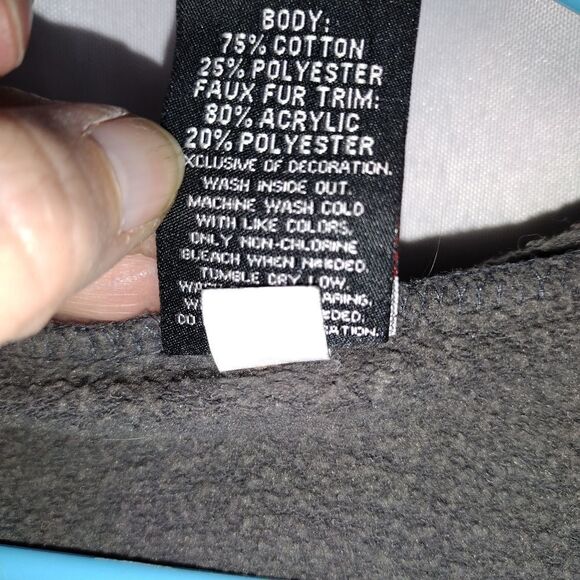 BODY:
75% COTTON
25% POLYESTER
FAUX FUR TRIM:
80% ACRYLIC
20% POLYESTER
XCLUSIVE OF DECORATION.
WASH INSIDE OUT.
MACHINE WASH COLD
WITH LIKE COLORS.
ONLY NON-CHLORINE
BLEACH WHEN NEEDED.
TUMBLE DRY LOW.